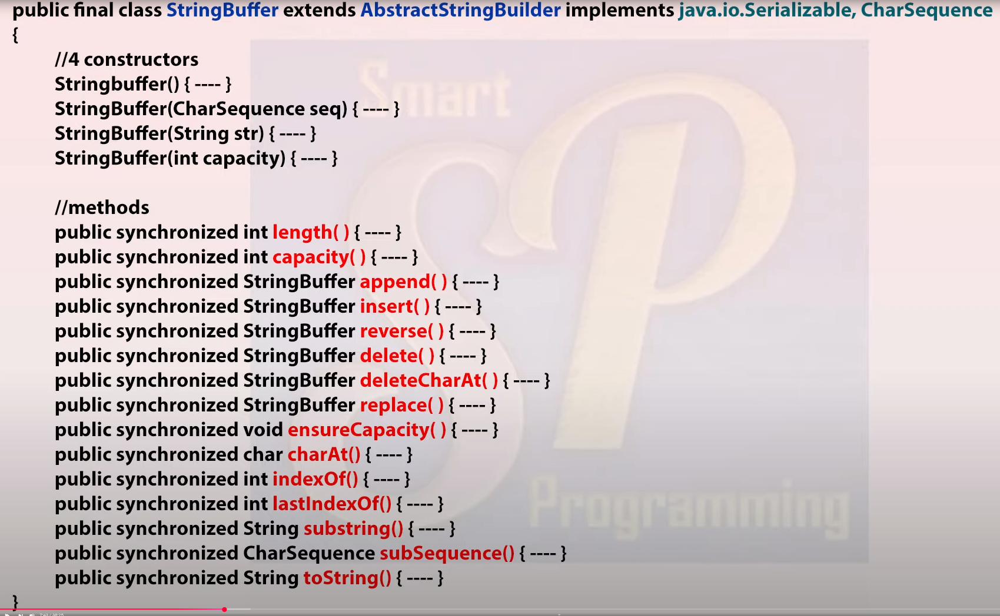 public final class StringBuffer extends AbstractStringBuilder implements java.io.Serializable, CharSequence
{
//4 constructors
Stringbuffer() { ---- }
StringBuffer(CharSequence seq) { ---- }
StringBuffer(String str) { ---- }
StringBuffer(int capacity) { ---- }
//methods
public synchronized int length( ) { ---- }
public synchronized int capacity( ) { ---- }
public synchronized StringBuffer append( ) { ---- }
public synchronized StringBuffer insert( ) { ---- }
public synchronized StringBuffer reverse( ) { ---- }
public synchronized StringBuffer delete( ) { ---- }
public synchronized StringBuffer deleteCharAt( ) { ---- }
public synchronized StringBuffer replace( ) { ---- }
public synchronized void ensureCapacity( ) { ---- }
public synchronized char charAt() { ---- }
public synchronized int indexOf() { ---- }
public synchronized int lastIndexOf() { ---- }
public synchronized String substring() { ---- }
public synchronized CharSequence subSequence() { ---- }
public synchronized String toString() { ---- }
}
Smart
SP
Programming